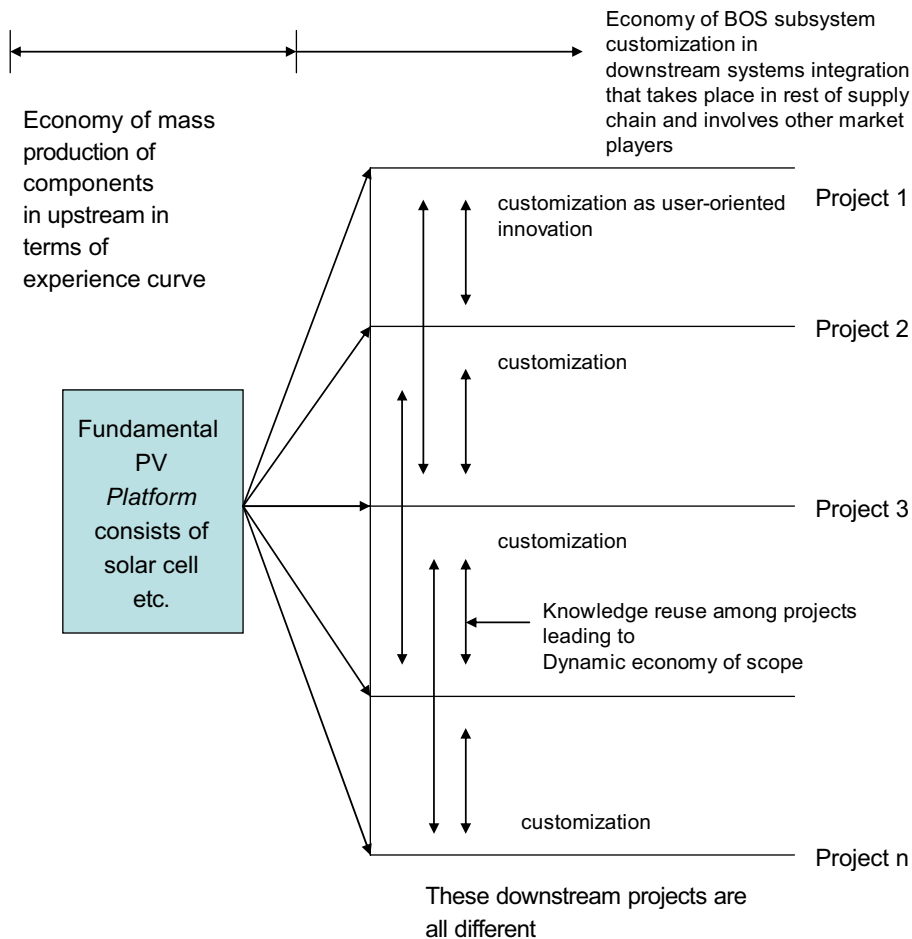 Economy of BOS subsystem
customization in
downstream systems integration
that takes place in rest of supply
chain and involves other market
players
Economy of mass
production of
components
in upstream in
terms of
experience curve
Project 1
customization as user-oriented
innovation
Project 2
customization
Fundamental
PV
Platform
consists of
solar cell
etc.
Project 3
customization
Knowledge reuse among projects
leading to
Dynamic economy of scope
customization
Project n
These downstream projects are
all different